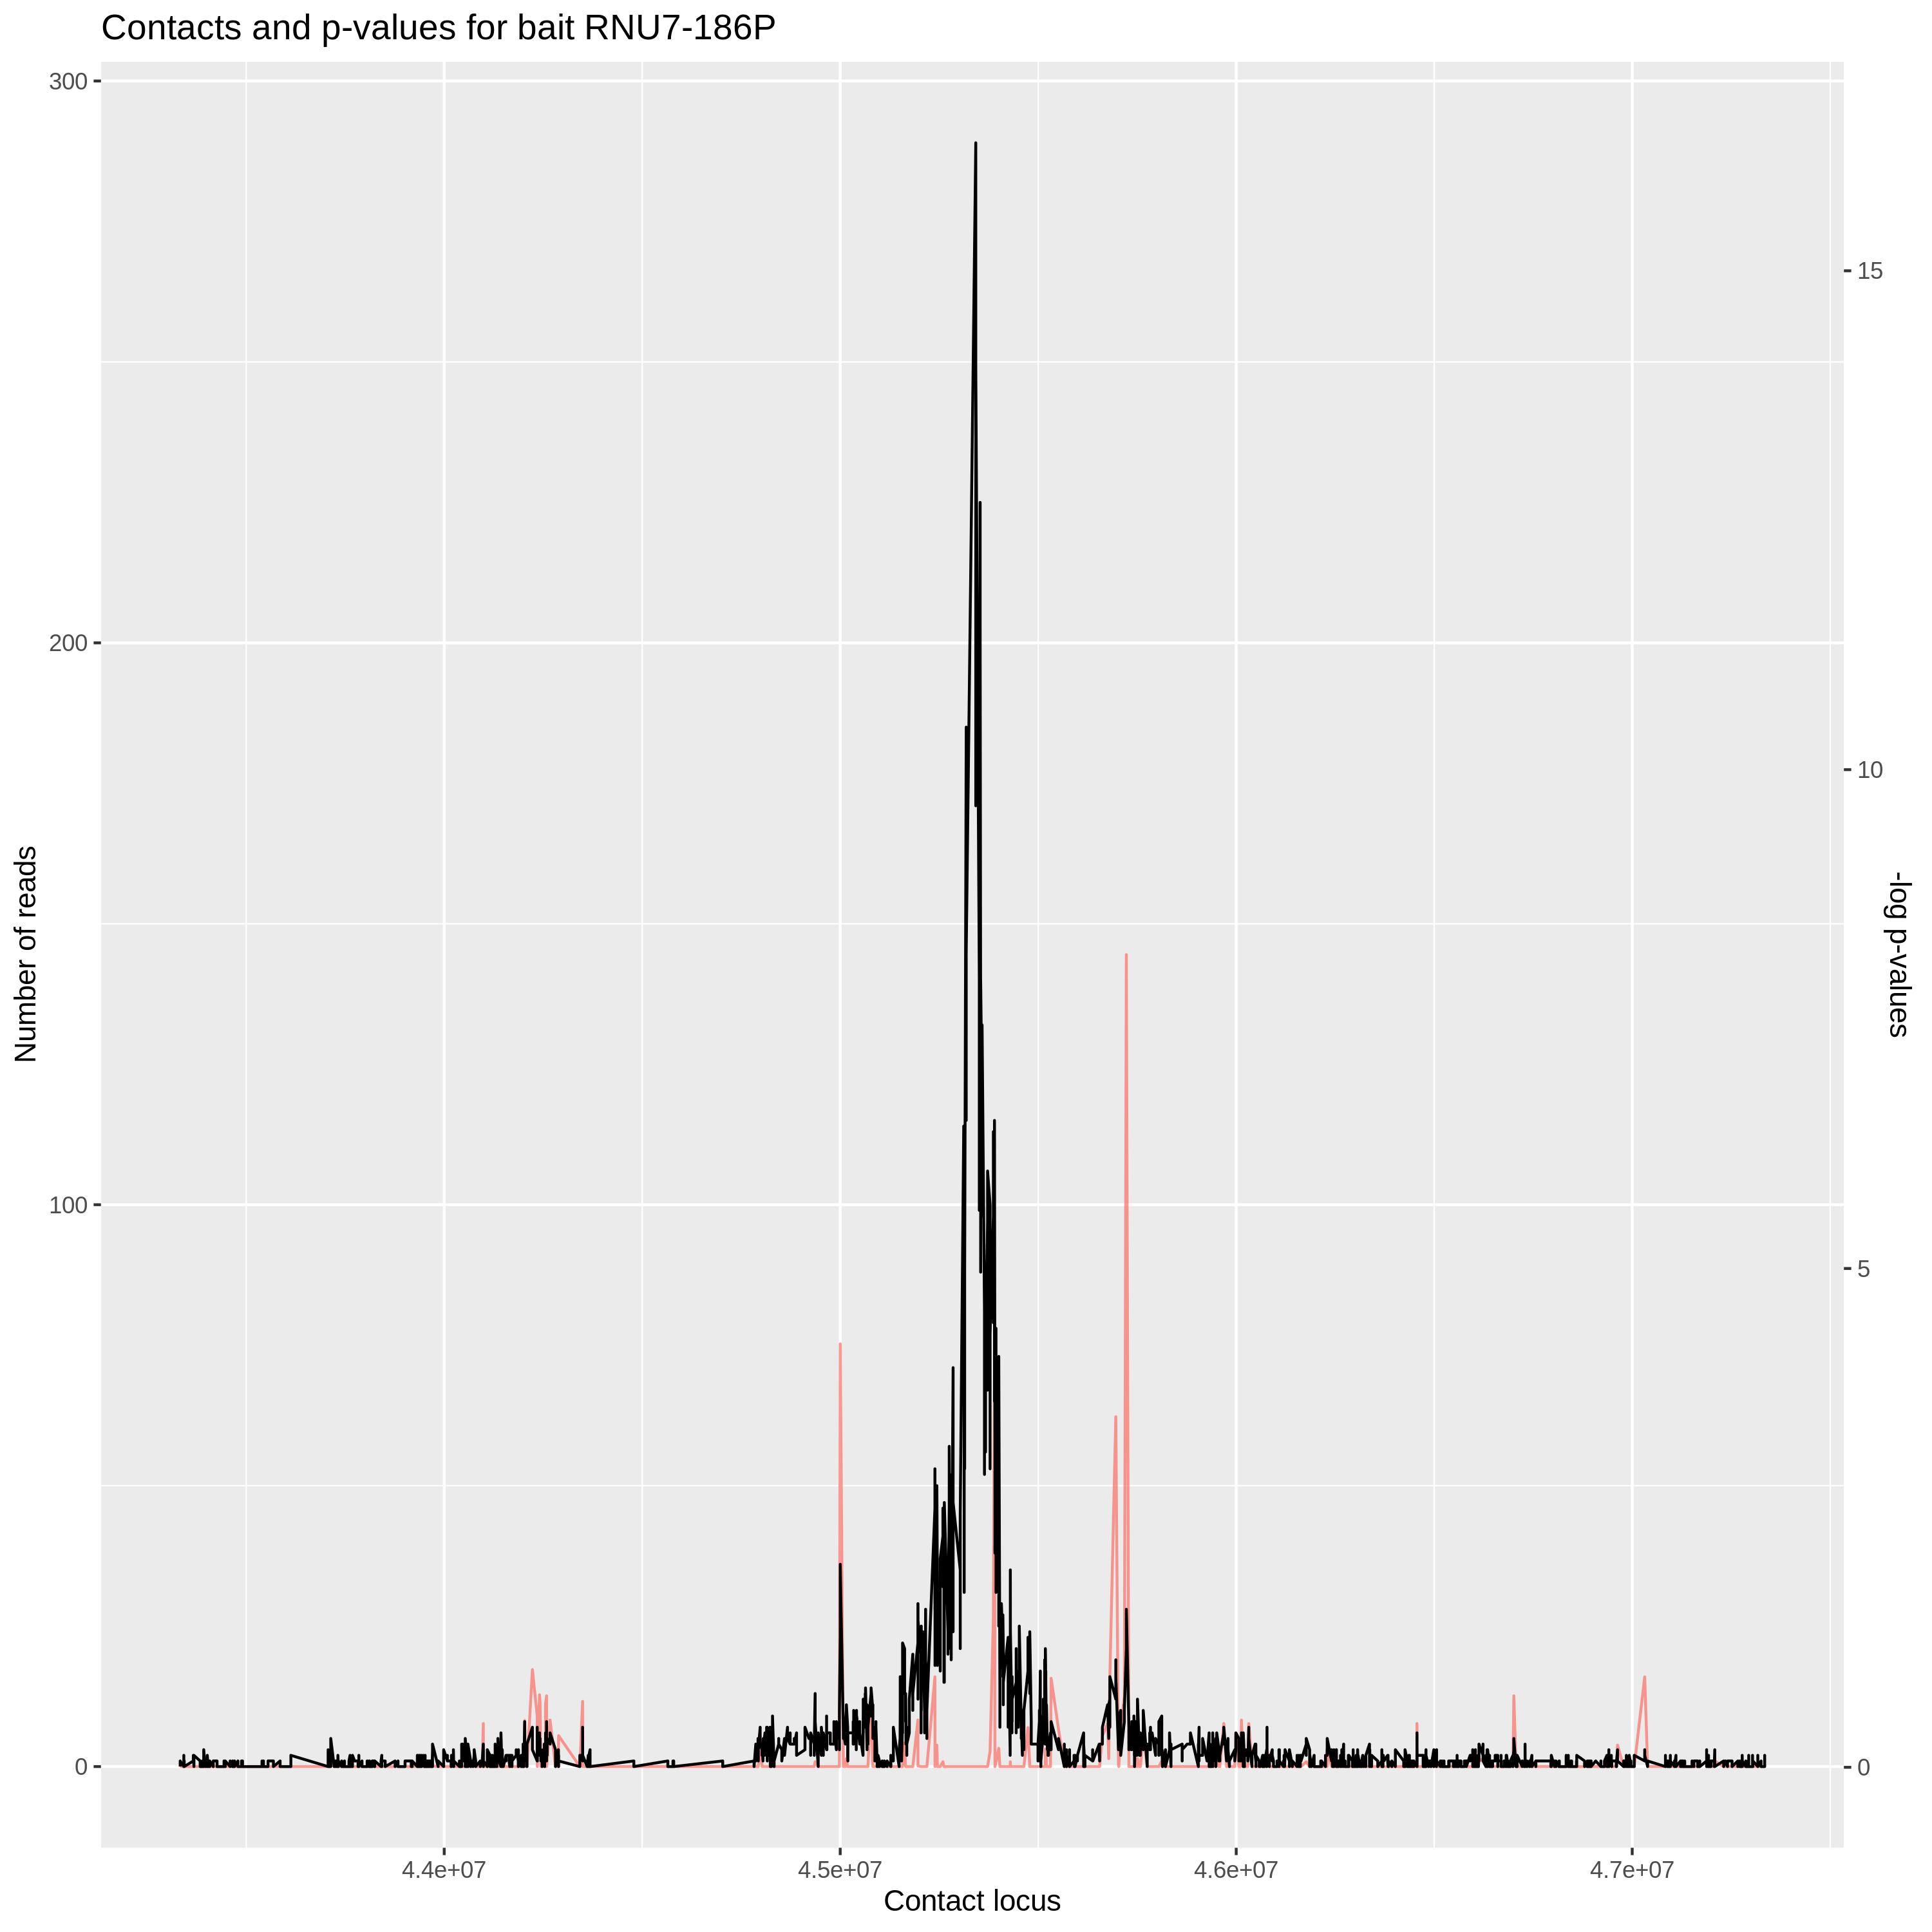 Contacts and p-values for bait RNU7-186P
300
200
100
0
Number of reads
15
10
5
0
-log p-values
4.4e+07 4.5e+07 4.6e+07 4.7e+07
Contact locus